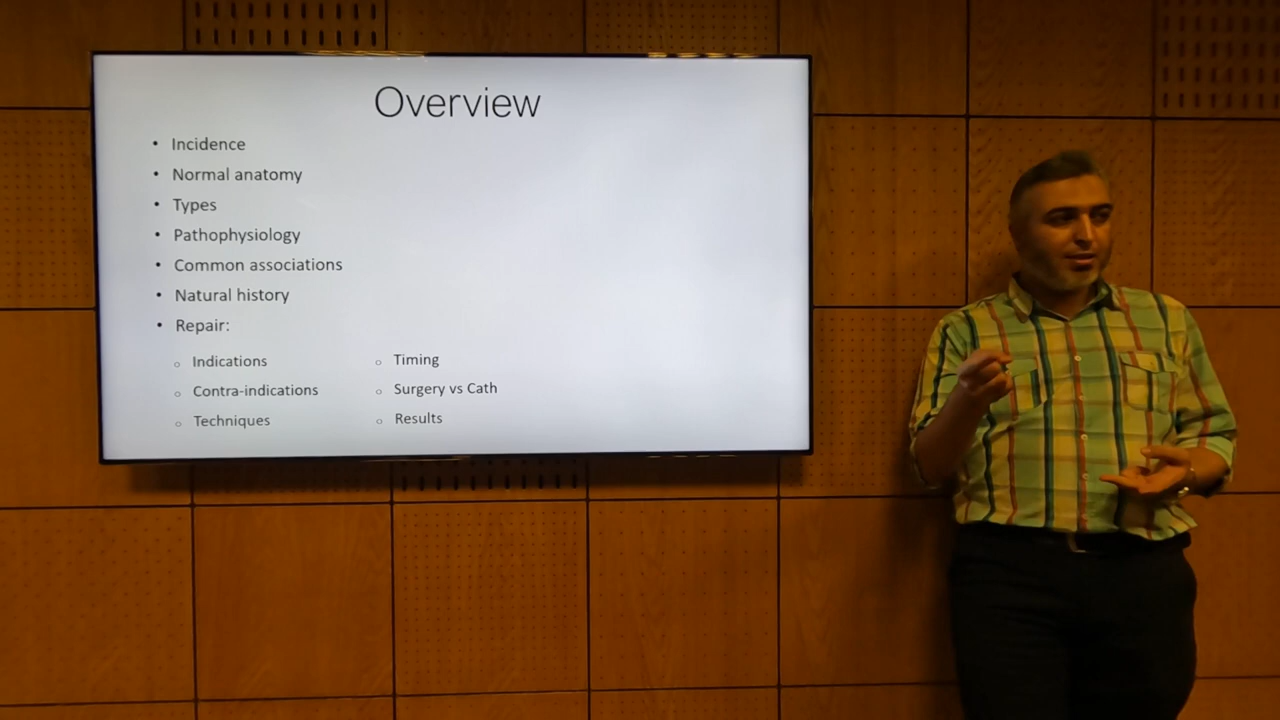 Overview
• Incidence
• Normal anatomy
• Types
• Pathophysiology
• Common associations
• Natural history
• Repair:
○ Indications
○ Contra-indications
○ Techniques
○ Timing
○ Surgery vs Cath
○ Results